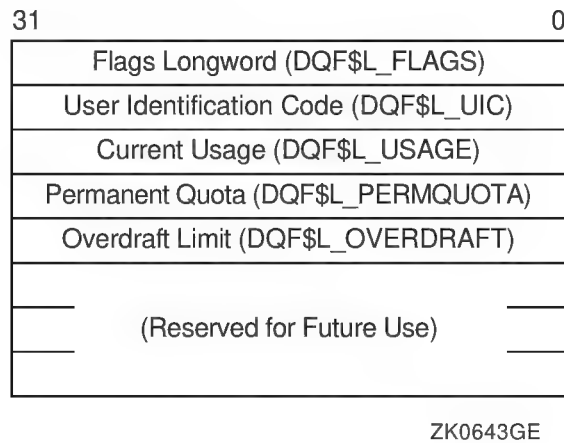 31 0
Flags Longword (DQF$L_FLAGS)
User Identification Code (DQF$L_UIC)
Current Usage (DQF$L_USAGE)
Permanent Quota (DQF$L_PERMQUOTA)
Overdraft Limit (DQF$L_OVERDRAFT)
(Reserved for Future Use)
ZK0643GE